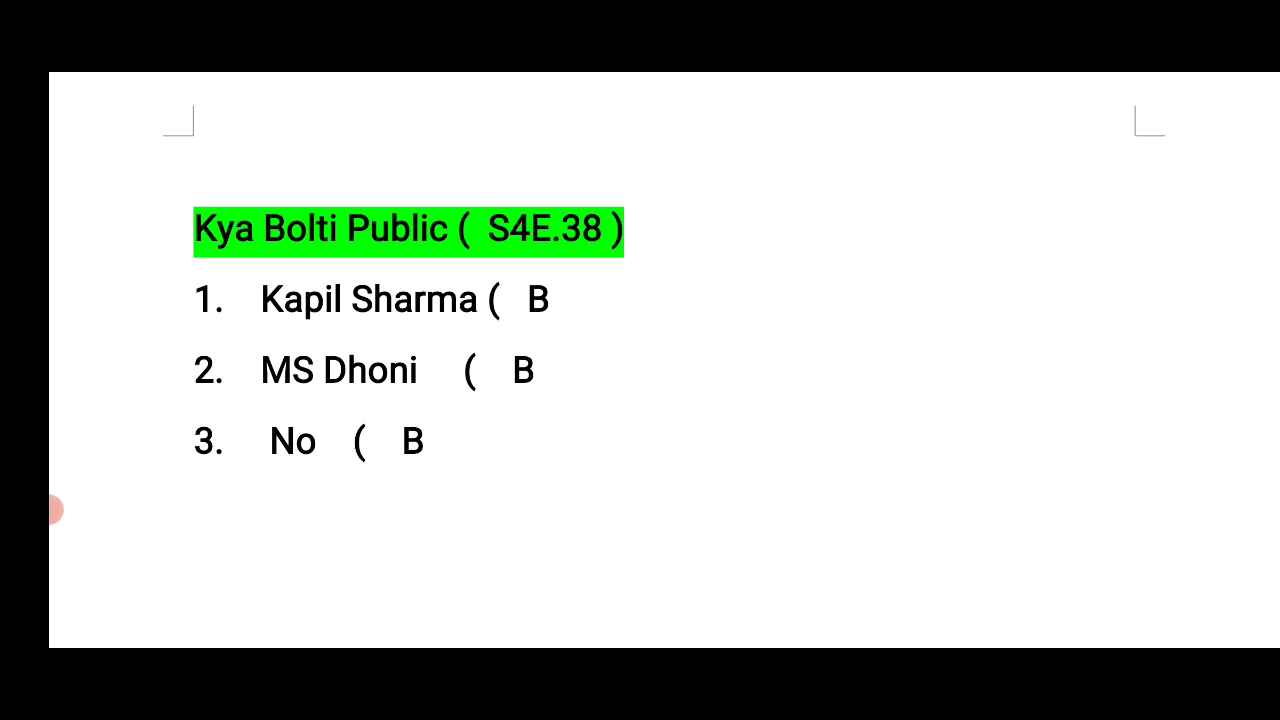 Kya Bolti Public ( S4E.38 )
1. Kapil Sharma ( B
2. MS Dhoni ( B
3. No ( B